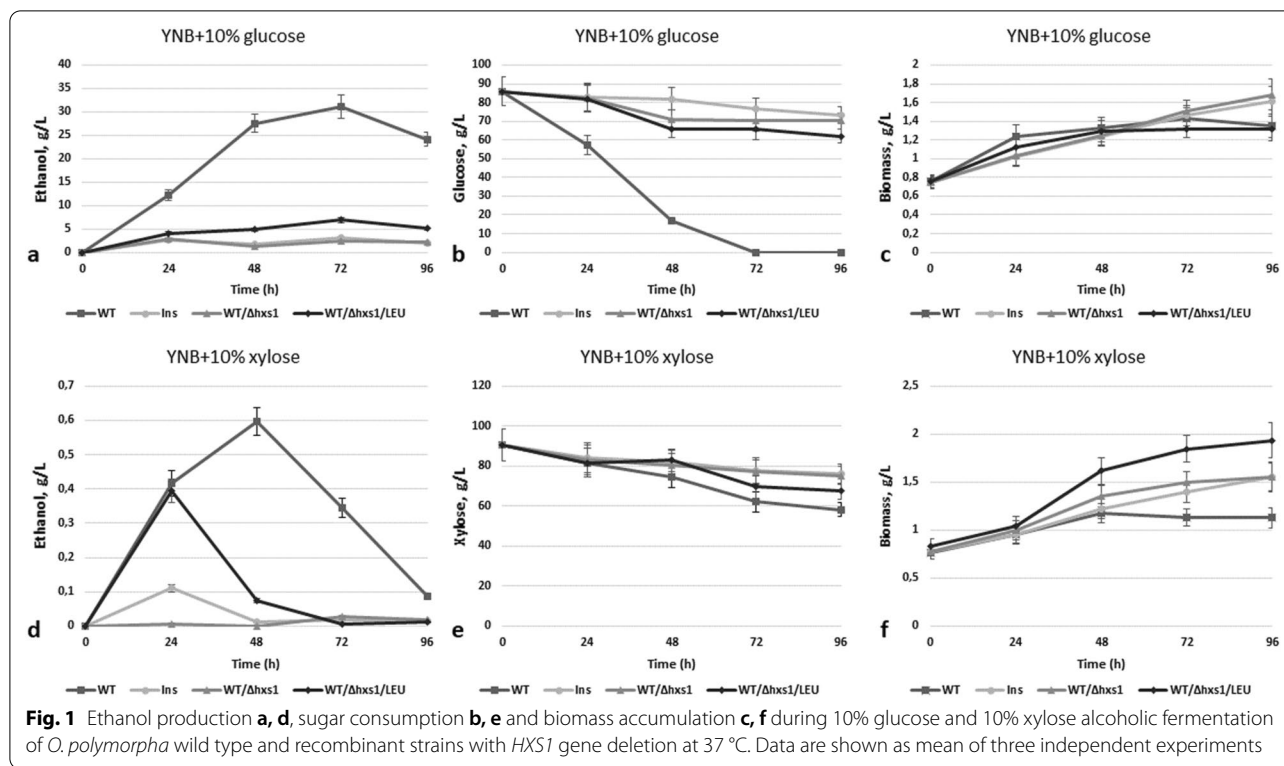 YNB+10% glucose
40
35
30
25
20
15
10
5
0
Ethanol, g/L
a
0 24 48 72 96
Time (h)
WT Ins WT/Δhxs1 WT/Δhxs1/LEU
YNB+10% glucose
100
90
80
70
60
50
40
30
20
10
0
Glucose, g/L
b
0 24 48 72 96
Time (h)
WT Ins WT/Δhxs1 WT/Δhxs1/LEU
YNB+10% glucose
2
1,8
1,6
1,4
1,2
1
0,8
0,6
0,4
0,2
0
Biomass, g/L
c
0 24 48 72 96
Time (h)
WT Ins WT/Δhxs1 WT/Δhxs1/LEU
YNB+10% xylose
0,7
0,6
0,5
0,4
0,3
0,2
0,1
0
Ethanol, g/L
d
0 24 48 72 96
Time (h)
WT Ins WT/Δhxs1 WT/Δhxs1/LEU
YNB+10% xylose
120
100
80
60
40
20
0
Xylose, g/L
e
0 24 48 72 96
Time (h)
WT Ins WT/Δhxs1 WT/Δhxs1/LEU
YNB+10% xylose
2,5
2
1,5
1
0,5
0
Biomass, g/L
f
0 24 48 72 96
Time (h)
WT Ins WT/Δhxs1 WT/Δhxs1/LEU
Fig. 1 Ethanol production a, d, sugar consumption b, e and biomass accumulation c, f during 10% glucose and 10% xylose alcoholic fermentation
of O. polymorpha wild type and recombinant strains with HXS1 gene deletion at 37 °C. Data are shown as mean of three independent experiments